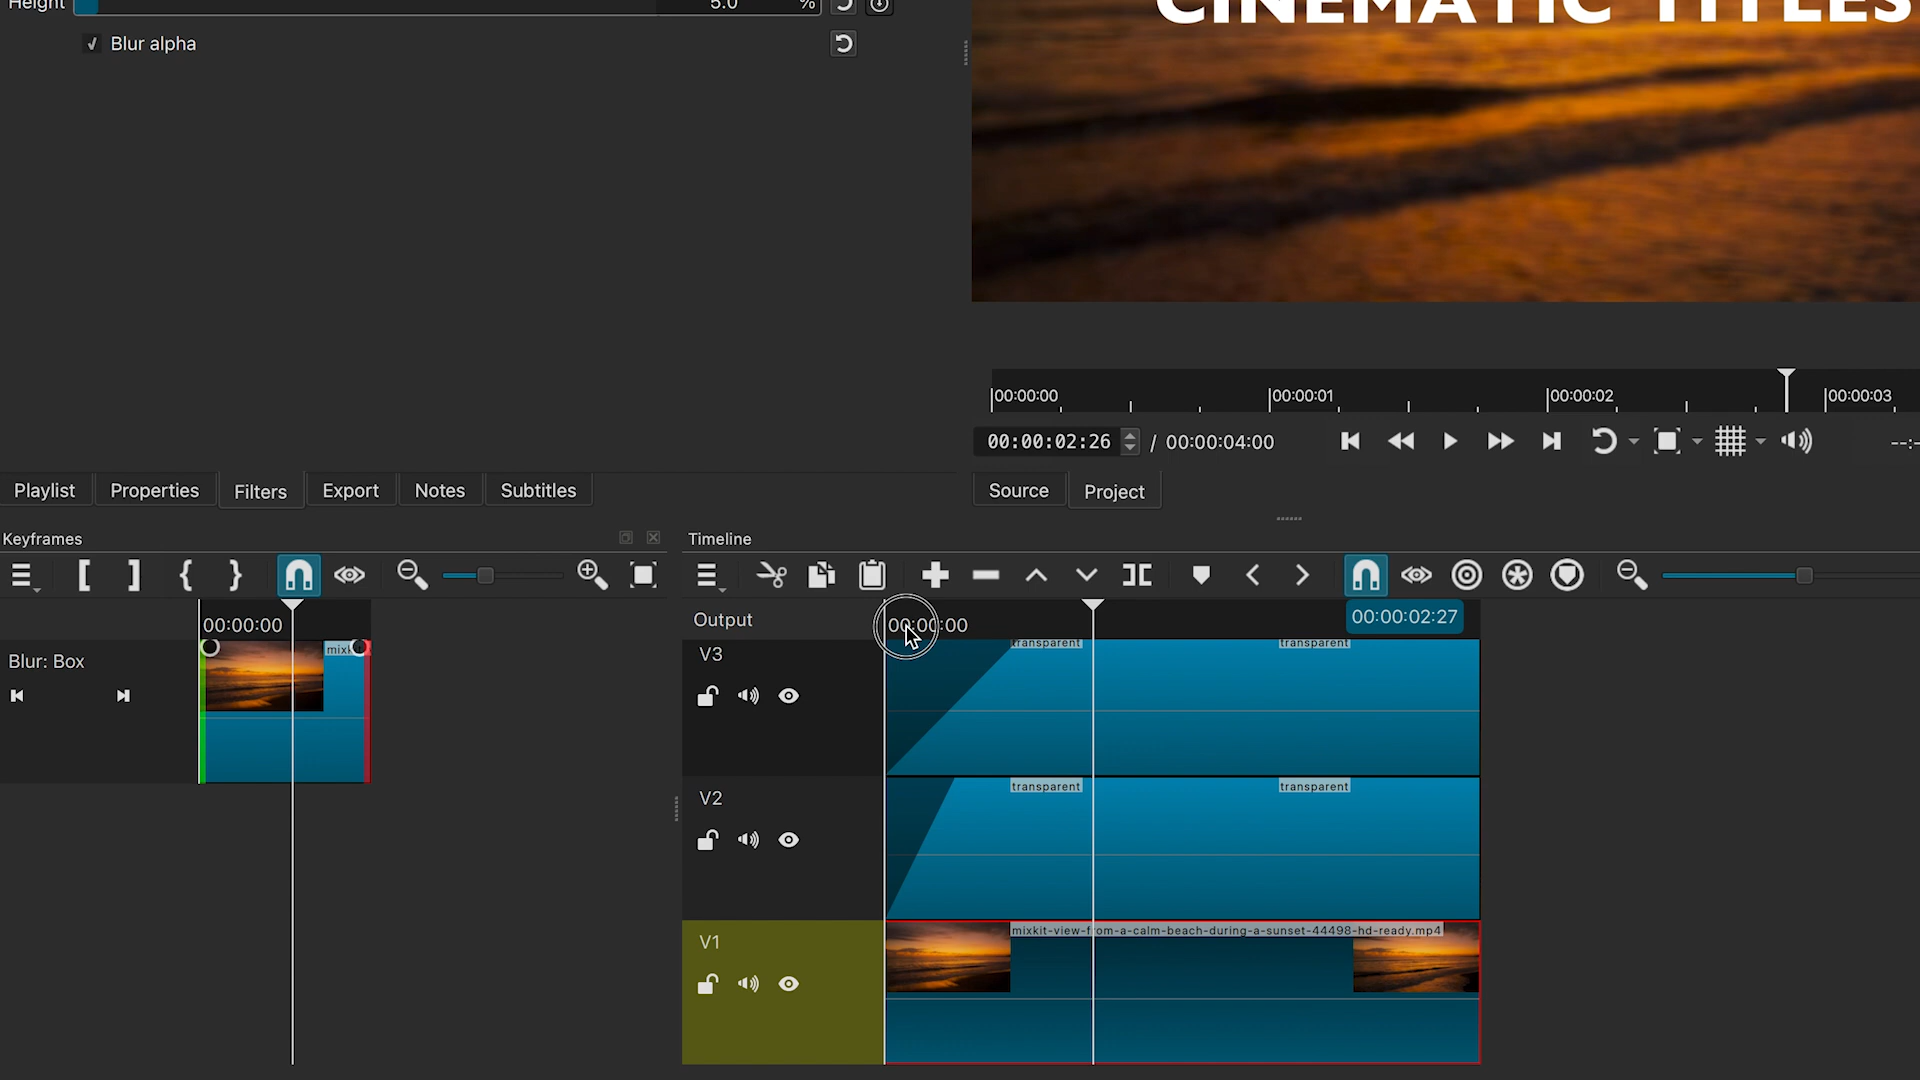 Height 5.0 %
CINEMATIC TITLES
Blur alpha
00:00:00 00:00:01 00:00:02 00:00:03
00:00:02:26 / 00:00:04:00 --:-
Playlist Properties Filters Export Notes Subtitles
Source Project
Keyframes
Timeline
00:00:00
Output
00:00:00
00:00:02:27
Blur: Box
V3
transparent transparent
V2
transparent transparent
V1
mixkit-view-from-a-calm-beach-during-a-sunset-44498-hd-ready.mp4